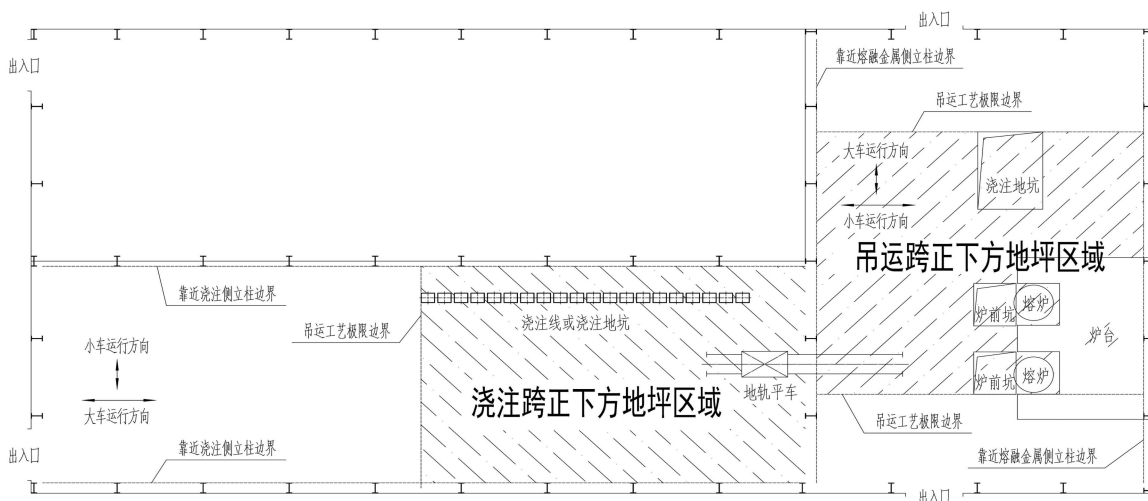 出入口
出入口
靠近熔融金属侧立柱边界
吊运工艺极限边界
大车运行方向
小车运行方向
浇注地坑
吊运跨正下方地坪区域
靠近浇注侧立柱边界
吊运工艺极限边界
浇注线或浇注地坑
炉前坑
熔炉
炉台
小车运行方向
大车运行方向
地轨平车
炉前坑
熔炉
浇注跨正下方地坪区域
吊运工艺极限边界
出入口
靠近浇注侧立柱边界
靠近熔融金属侧立柱边界
出入口